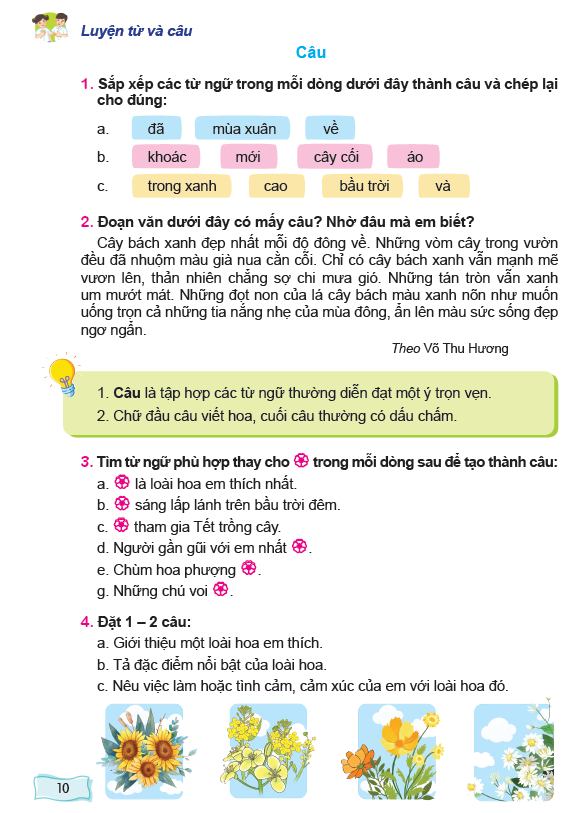 Luyện từ và câu
Câu
1. Sắp xếp các từ ngữ trong mỗi dòng dưới đây thành câu và chép lại
cho đúng:
a. đã mùa xuân về
b. khoác mới cây cối áo
c. trong xanh cao bầu trời và
2. Đoạn văn dưới đây có mấy câu? Nhờ đâu mà em biết?
Cây bách xanh đẹp nhất mỗi độ đông về. Những vòm cây trong vườn
đều đã nhuộm màu già nua cằn cỗi. Chỉ có cây bách xanh vẫn mạnh mẽ
vươn lên, thản nhiên chẳng sợ chi mưa gió. Những tán tròn vẫn xanh
um mướt mát. Những đọt non của lá cây bách màu xanh nõn như muốn
uống trọn cả những tia nắng nhẹ của mùa đông, ẩn lên màu sức sống đẹp
ngơ ngẩn.
Theo Võ Thu Hương
1. Câu là tập hợp các từ ngữ thường diễn đạt một ý trọn vẹn.
2. Chữ đầu câu viết hoa, cuối câu thường có dấu chấm.
3. Tìm từ ngữ phù hợp thay cho trong mỗi dòng sau để tạo thành câu:
a. là loài hoa em thích nhất.
b. sáng lấp lánh trên bầu trời đêm.
c. tham gia Tết trồng cây.
d. Người gần gũi với em nhất .
e. Chùm hoa phượng .
g. Những chú voi .
4. Đặt 1 – 2 câu:
a. Giới thiệu một loài hoa em thích.
b. Tả đặc điểm nổi bật của loài hoa.
c. Nêu việc làm hoặc tình cảm, cảm xúc của em với loài hoa đó.
10